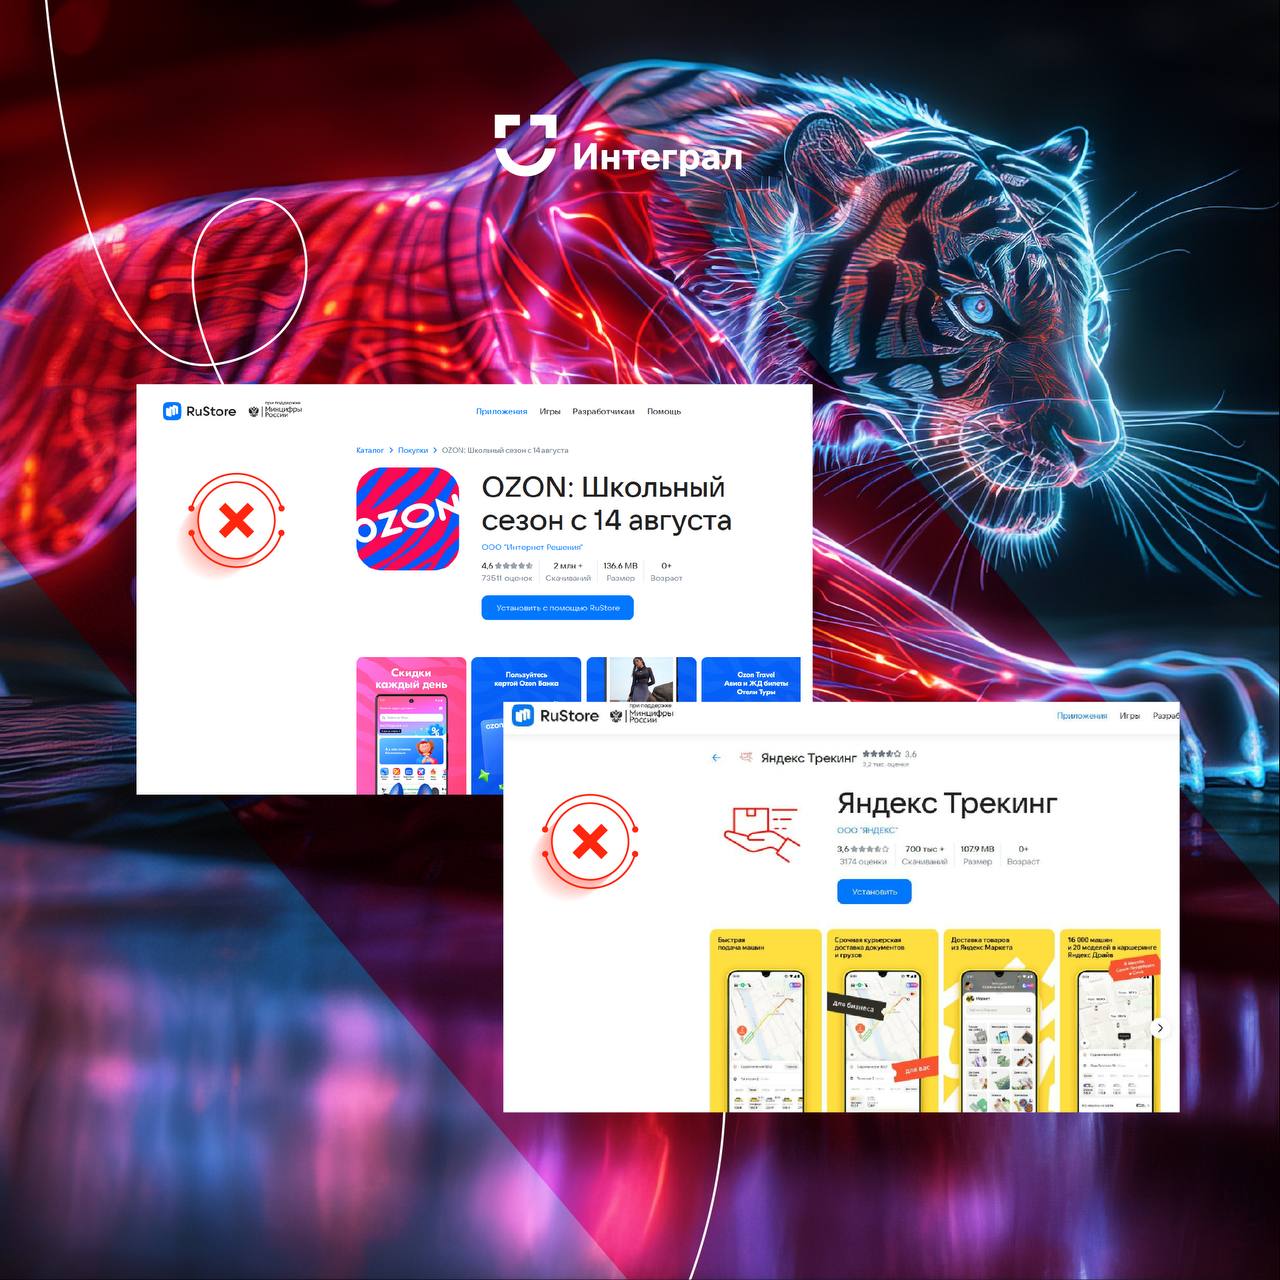 Интеграл
RuStore
при поддержке
Минцифры
России
Приложения Игры Разработчикам Помощь
Каталог > Покупки > OZON: Школьный сезон с 14 августа
OZON
OZON: Школьный
сезон с 14 августа
ООО "Интернет Решения"
4,6 2 млн + 136.6 MB 0+
73511 оценок Скачиваний Размер Возраст
Установить с помощью RuStore
Скидки
каждый день
Пользуйтесь
картой Ozon Банка
Ozon Travel
Авиа и ЖД билеты
Отели Туры
ozon
RuStore
при поддержке
Минцифры
России
Приложения Игры Разраб
Яндекс Трекинг 3,6
3,2 тыс. оценки
Яндекс Трекинг
ООО "ЯНДЕКС"
3,6 700 тыс + 107.9 MB 0+
3174 оценки Скачиваний Размер Возраст
Установить
Быстрая
подача машин
Срочная курьерская
доставка документов
и грузов
для бизнеса
для вас
Доставка товаров
из Яндекс Маркета
Маркет
16 000 машин
и 20 моделей в каршеринге
Яндекс Драйв